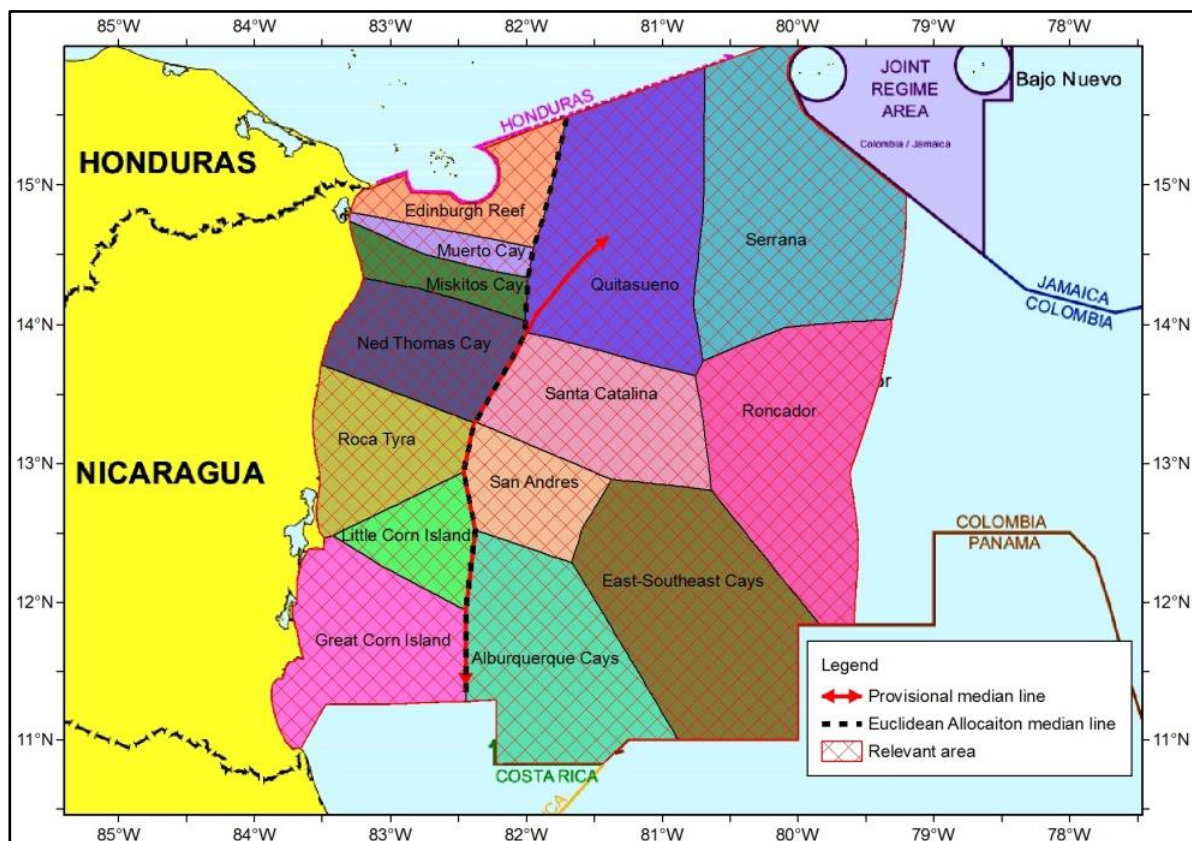 85°W 84°W 83°W 82°W 81°W 80°W 79°W 78°W
JOINT
REGIME
AREA
Colombia / Jamaica
Bajo Nuevo
HONDURAS
HONDURAS
15°N
15°N
Edinburgh Reef
Muerto Cay
Serrana
Miskitos Cay
Quitasueno
JAMAICA
COLOMBIA
14°N
14°N
Ned Thomas Cay
Santa Catalina
or
Roncador
Roca Tyra
13°N
13°N
NICARAGUA
San Andres
Little Corn Island
COLOMBIA
PANAMA
East-Southeast Cays
12°N
12°N
Great Corn Island
Alburquerque Cays
Legend
Provisional median line
Euclidean Allocaiton median line
Relevant area
11°N
11°N
COSTA RICA
CA
85°W 84°W 83°W 82°W 81°W 80°W 79°W 78°W